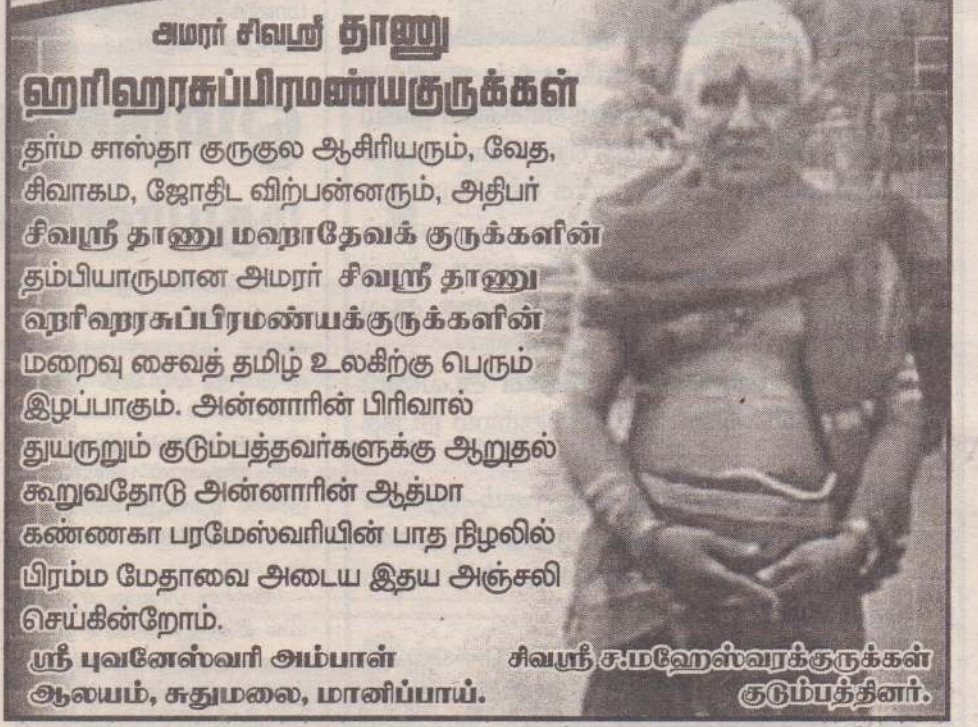 அமரர் சிவஸ்ரீ தாணு
ஹரிஹரசுப்பிரமண்யகுருக்கள்
தர்ம சாஸ்தா குருகுல ஆசிரியரும், வேத,
சிவாகம, ஜோதிட விற்பன்னரும், அதிபர்
சிவஸ்ரீ தாணு மஹாதேவக் குருக்களின்
தம்பியாருமான அமரர் சிவஸ்ரீ தாணு
ஹரிஹரசுப்பிரமண்யக்குருக்களின்
மறைவு சைவத் தமிழ் உலகிற்கு பெரும்
இழப்பாகும். அன்னாரின் பிரிவால்
துயருறும் குடும்பத்தவர்களுக்கு ஆறுதல்
கூறுவதோடு அன்னாரின் ஆத்மா
கண்ணகா பரமேஸ்வரியின் பாத நிழலில்
பிரம்ம மேதாவை அடைய இதய அஞ்சலி
செய்கின்றோம்.
ஸ்ரீ புவனேஸ்வரி அம்பாள்
ஆலயம், சுதுமலை, மானிப்பாய்.
சிவஸ்ரீ ச.மஹேஸ்வரக்குருக்கள்
குடும்பத்தினர்.